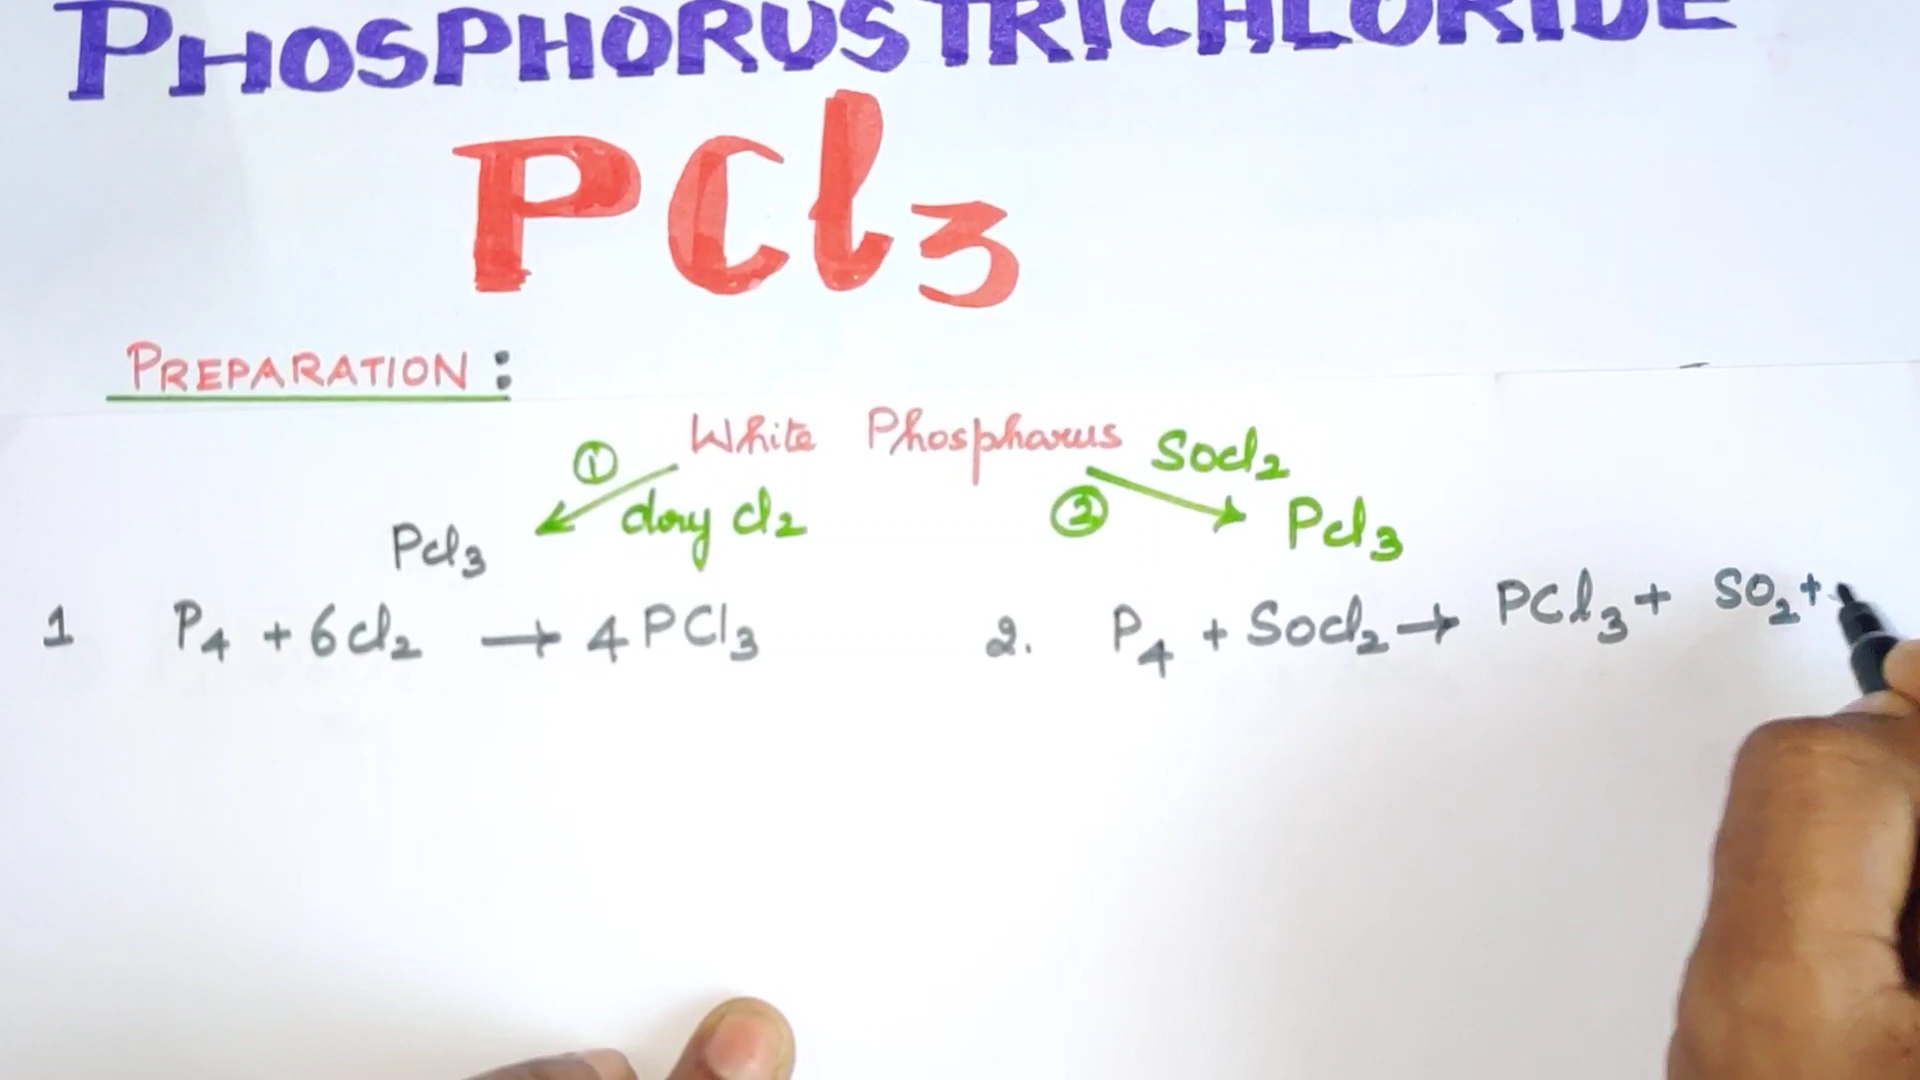 PHOSPHORUS TRICHLORIDE
PCl3
PREPARATION :
White Phosphorus
① dry cl2
SOcl2
Pcl3
② Pcl3
1 P4 + 6cl2 → 4PCl3
2. P4 + SOcl2 → PCl3 + SO2 +